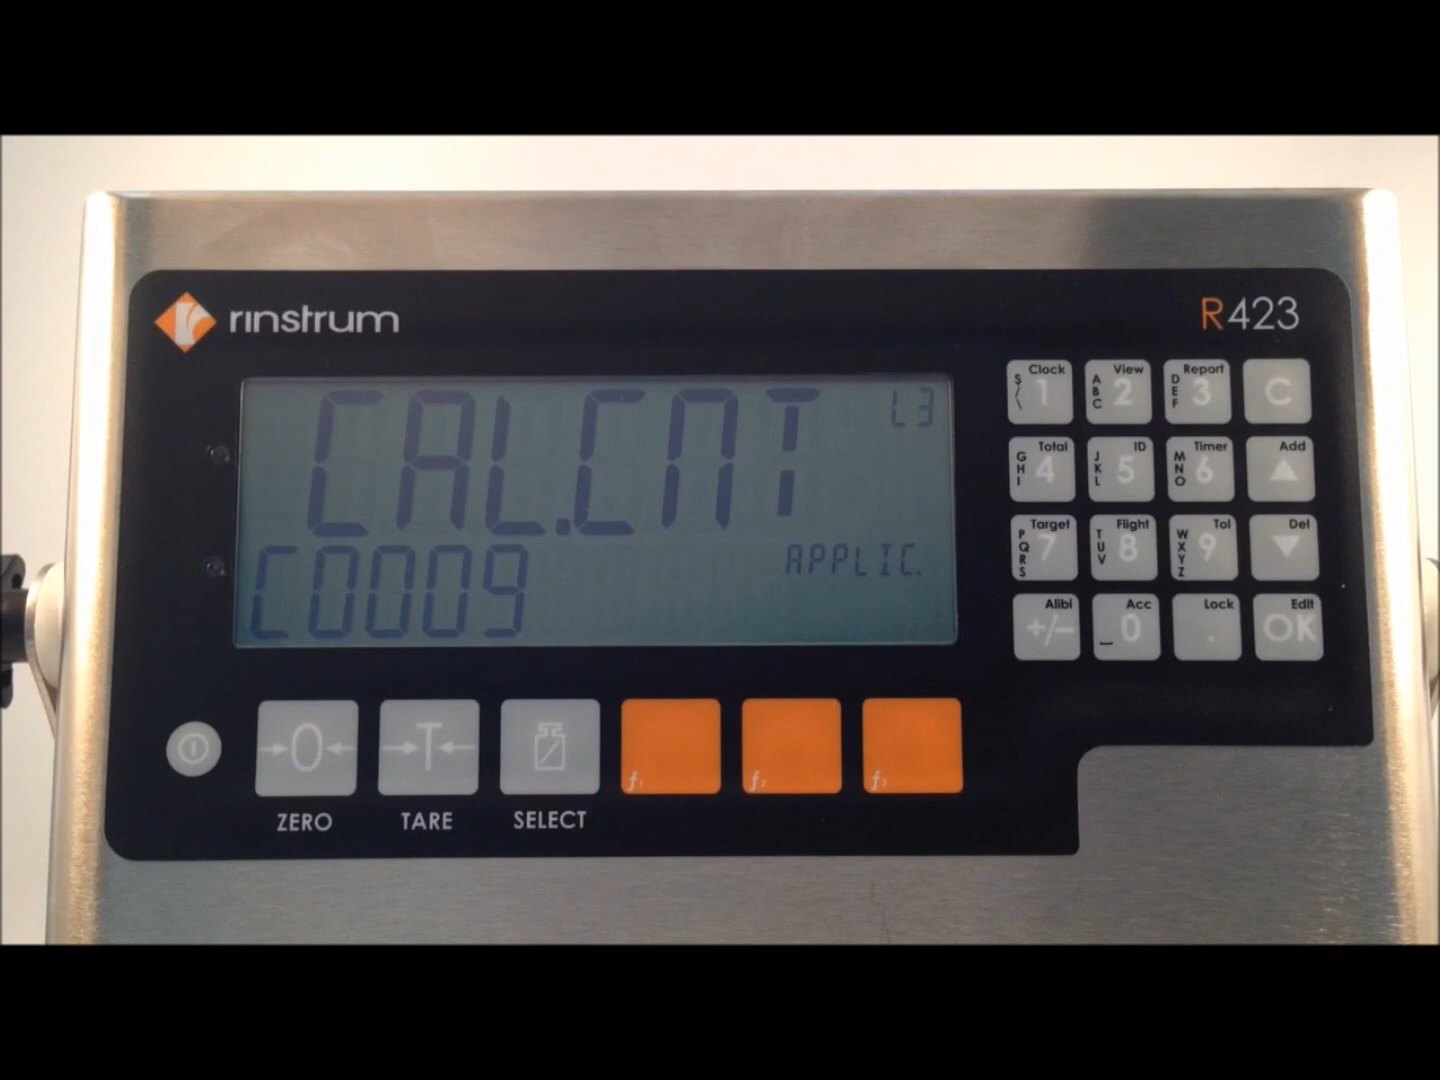 rinstrum
R423
CAL.CNT L3
C0009 APPLIC.
Clock $ / \ 1
View A B C 2
Report D E F 3
C
Total G H I 4
ID J K L 5
Timer M N O 6
Add
Target P Q R S 7
Flight T U V 8
Tol W X Y Z 9
Del
Alibi +/-
Acc _ 0
Lock .
Edit OK
→0← →T← f1 f2 f3
ZERO TARE SELECT